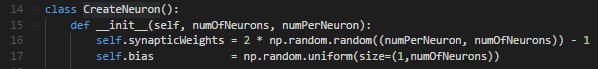 14 class CreateNeuron():
15 def __init__(self, numOfNeurons, numPerNeuron):
16 self.synapticWeights = 2 * np.random.random((numPerNeuron, numOfNeurons)) - 1
17 self.bias = np.random.uniform(size=(1,numOfNeurons))